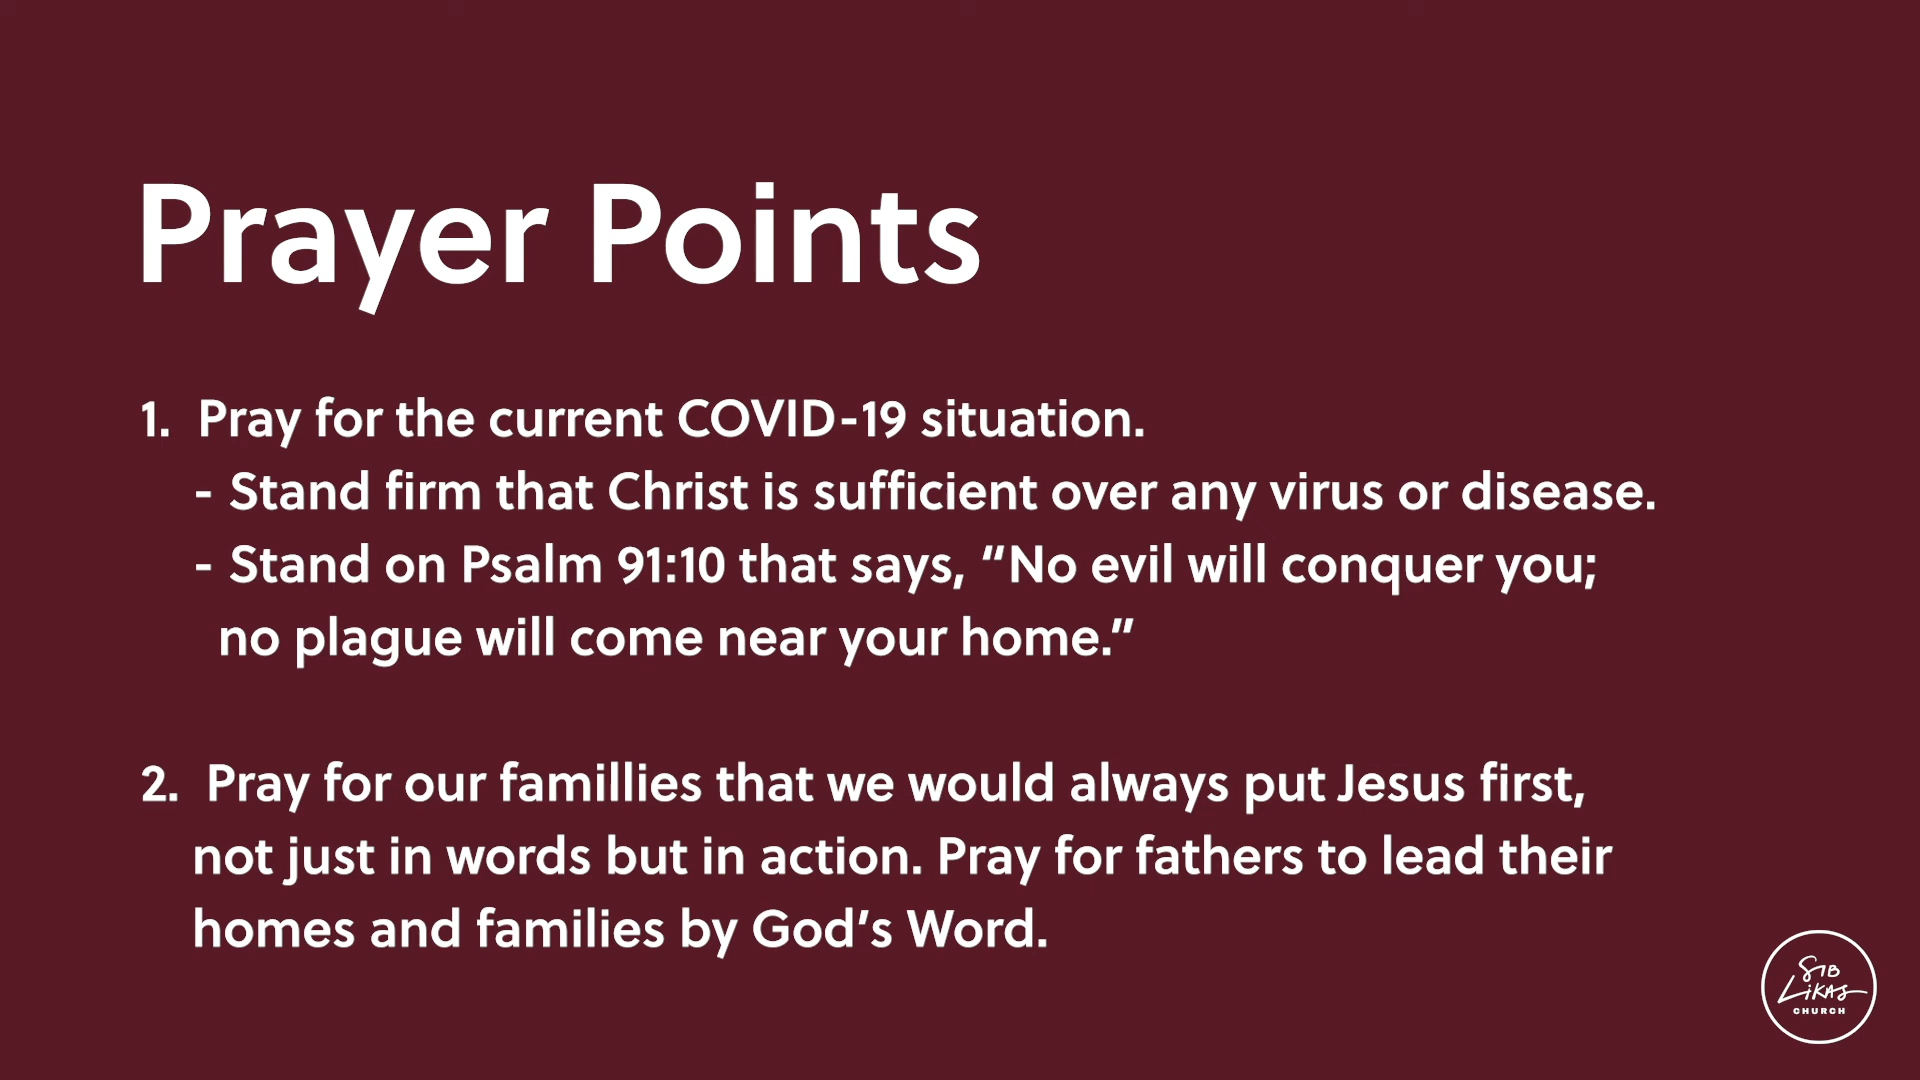 Prayer Points
1. Pray for the current COVID-19 situation.
- Stand firm that Christ is sufficient over any virus or disease.
- Stand on Psalm 91:10 that says, "No evil will conquer you;
no plague will come near your home."
2. Pray for our famillies that we would always put Jesus first,
not just in words but in action. Pray for fathers to lead their
homes and families by God's Word.
SIB
LiKAS
CHURCH